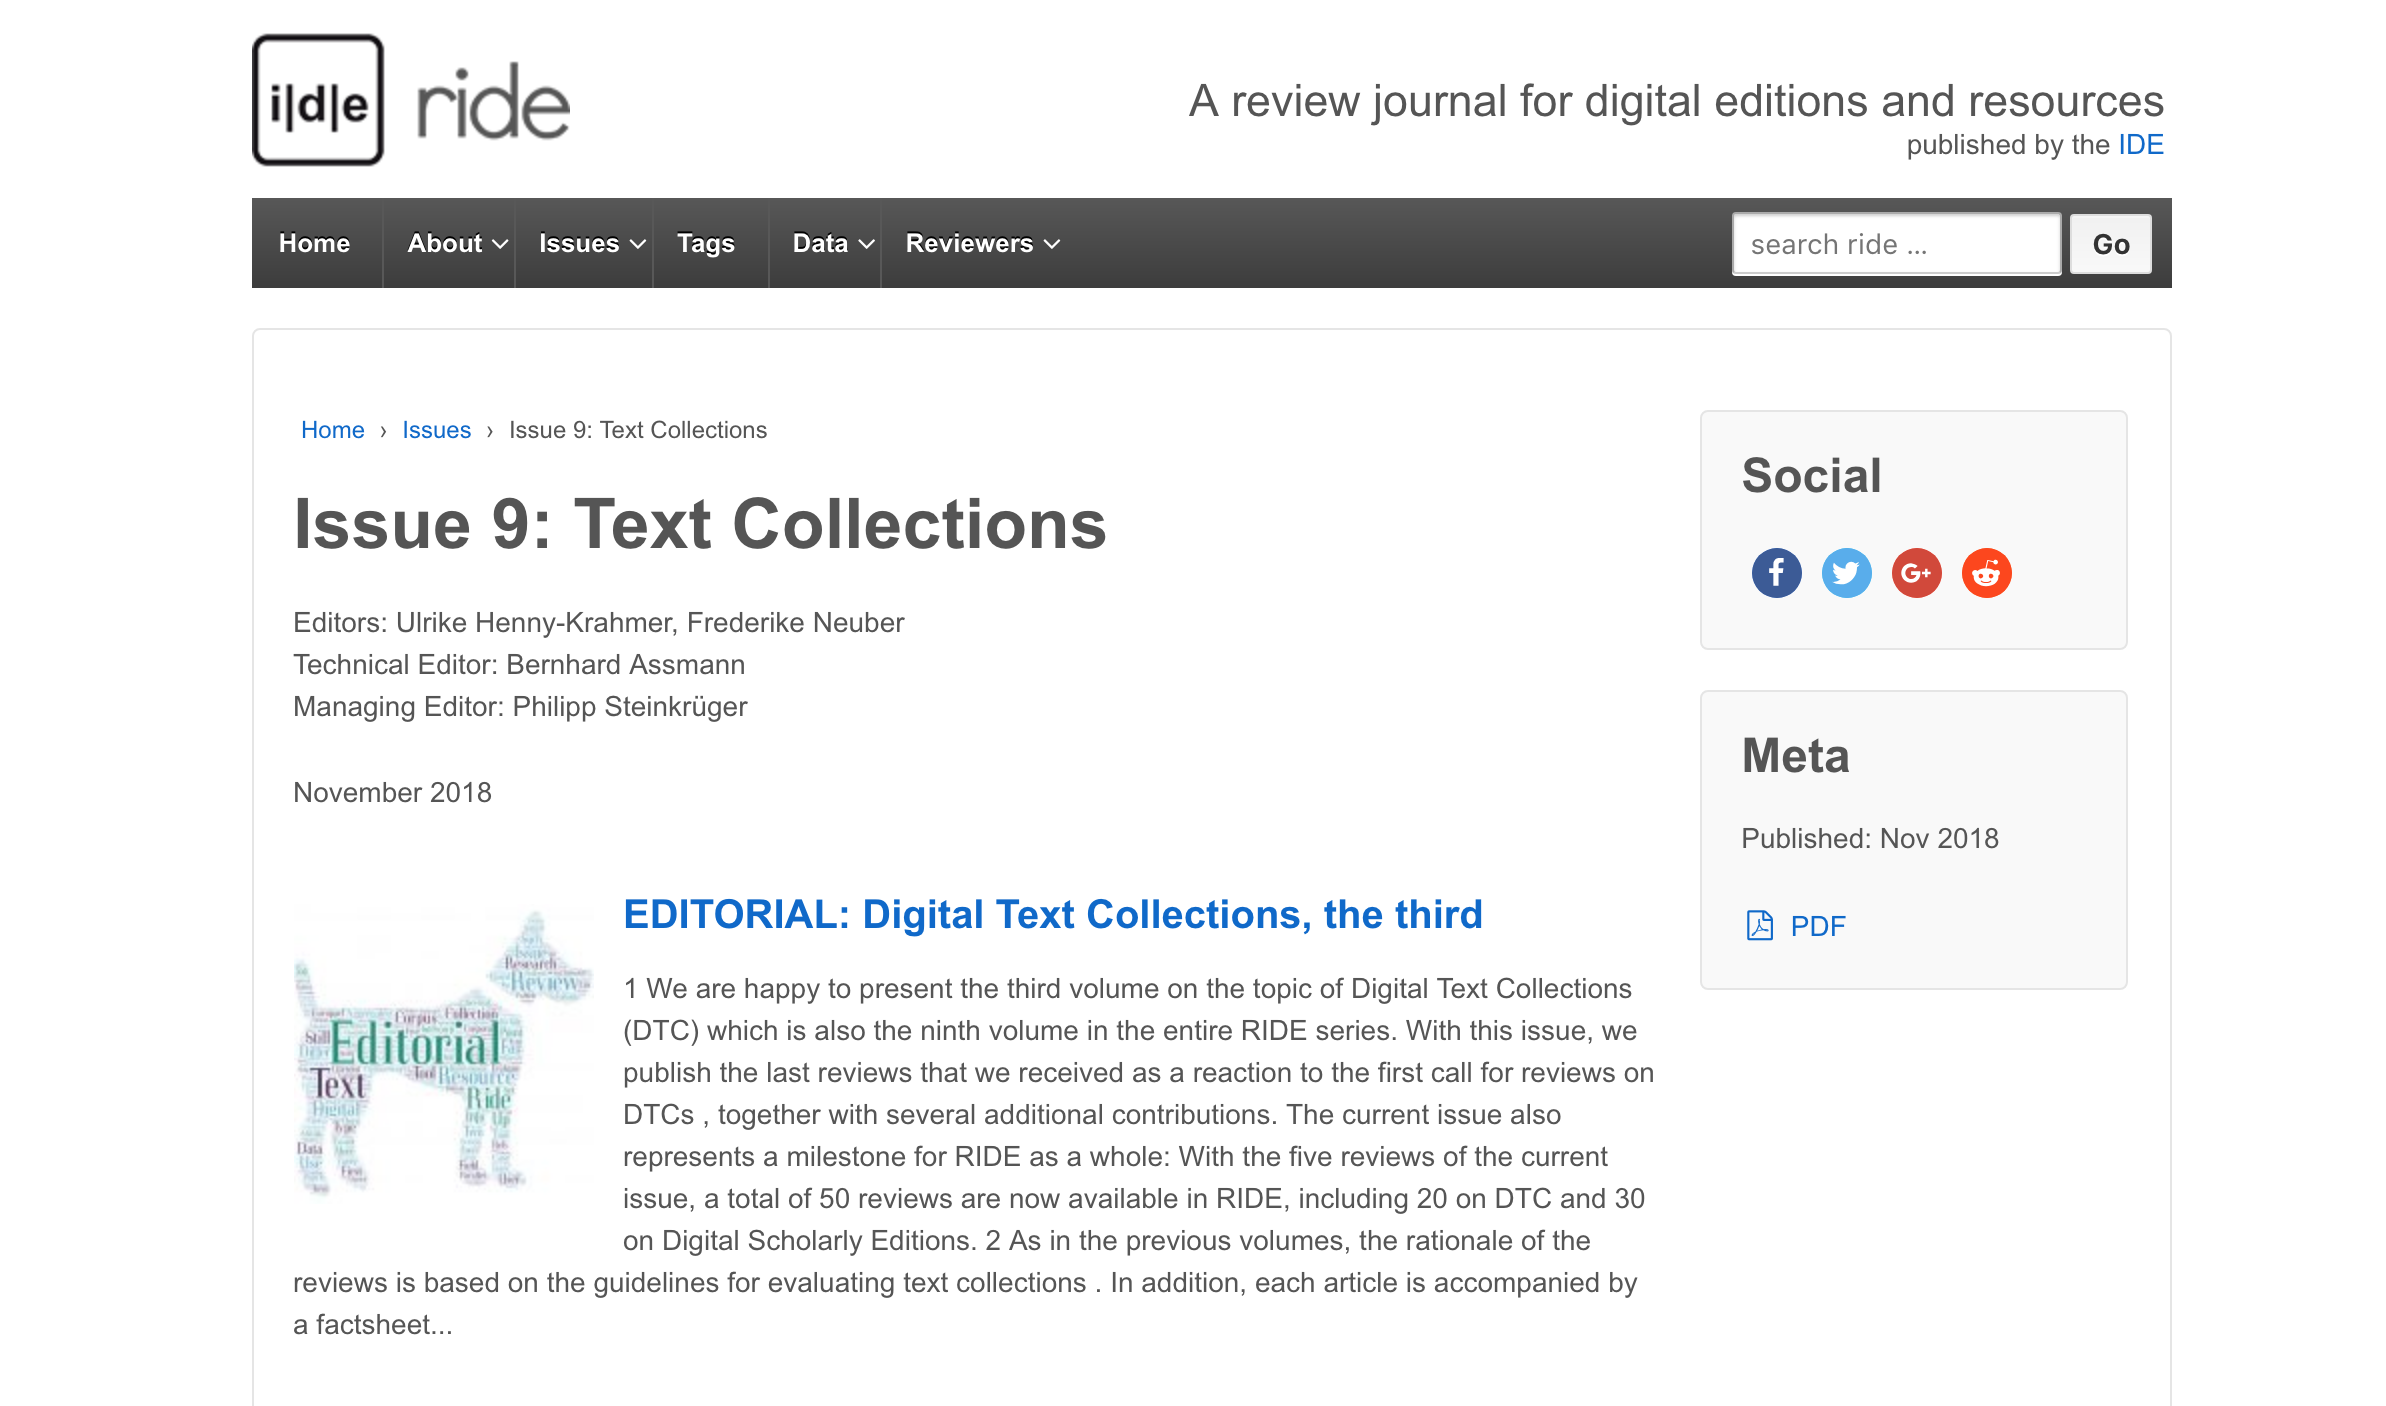 i|d|e ride
A review journal for digital editions and resources
published by the IDE
Home About Issues Tags Data Reviewers search ride ... Go
Home › Issues › Issue 9: Text Collections
Issue 9: Text Collections
Editors: Ulrike Henny-Krahmer, Frederike Neuber
Technical Editor: Bernhard Assmann
Managing Editor: Philipp Steinkrüger
November 2018
EDITORIAL: Digital Text Collections, the third
1 We are happy to present the third volume on the topic of Digital Text Collections
(DTC) which is also the ninth volume in the entire RIDE series. With this issue, we
publish the last reviews that we received as a reaction to the first call for reviews on
DTCs , together with several additional contributions. The current issue also
represents a milestone for RIDE as a whole: With the five reviews of the current
issue, a total of 50 reviews are now available in RIDE, including 20 on DTC and 30
on Digital Scholarly Editions. 2 As in the previous volumes, the rationale of the
reviews is based on the guidelines for evaluating text collections . In addition, each article is accompanied by
a factsheet...
Research
Review
Corpus Collection
Still
Editorial
Tool Resource
Text
Ride
Digital
Data
First
Social
Meta
Published: Nov 2018
PDF